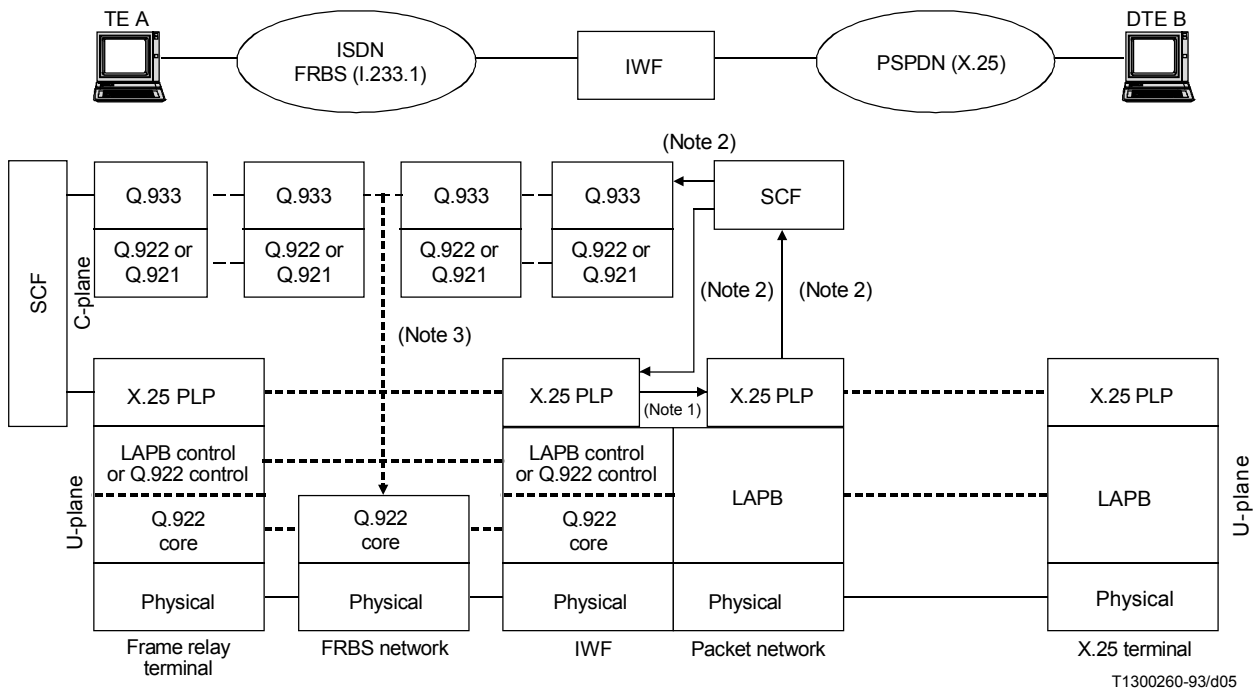 TE A
DTE B
ISDN
FRBS (I.233.1)
IWF
PSPDN (X.25)
(Note 2)
SCF
C-plane
Q.933
Q.933
Q.933
Q.933
SCF
Q.922 or
Q.921
Q.922 or
Q.921
Q.922 or
Q.921
Q.922 or
Q.921
(Note 2)
(Note 2)
(Note 3)
U-plane
X.25 PLP
X.25 PLP
(Note 1)
X.25 PLP
X.25 PLP
LAPB control
or Q.922 control
LAPB control
or Q.922 control
LAPB
LAPB
U-plane
Q.922
core
Q.922
core
Q.922
core
Physical
Physical
Physical
Physical
Physical
Frame relay
terminal
FRBS network
IWF
Packet network
X.25 terminal
T1300260-93/d05